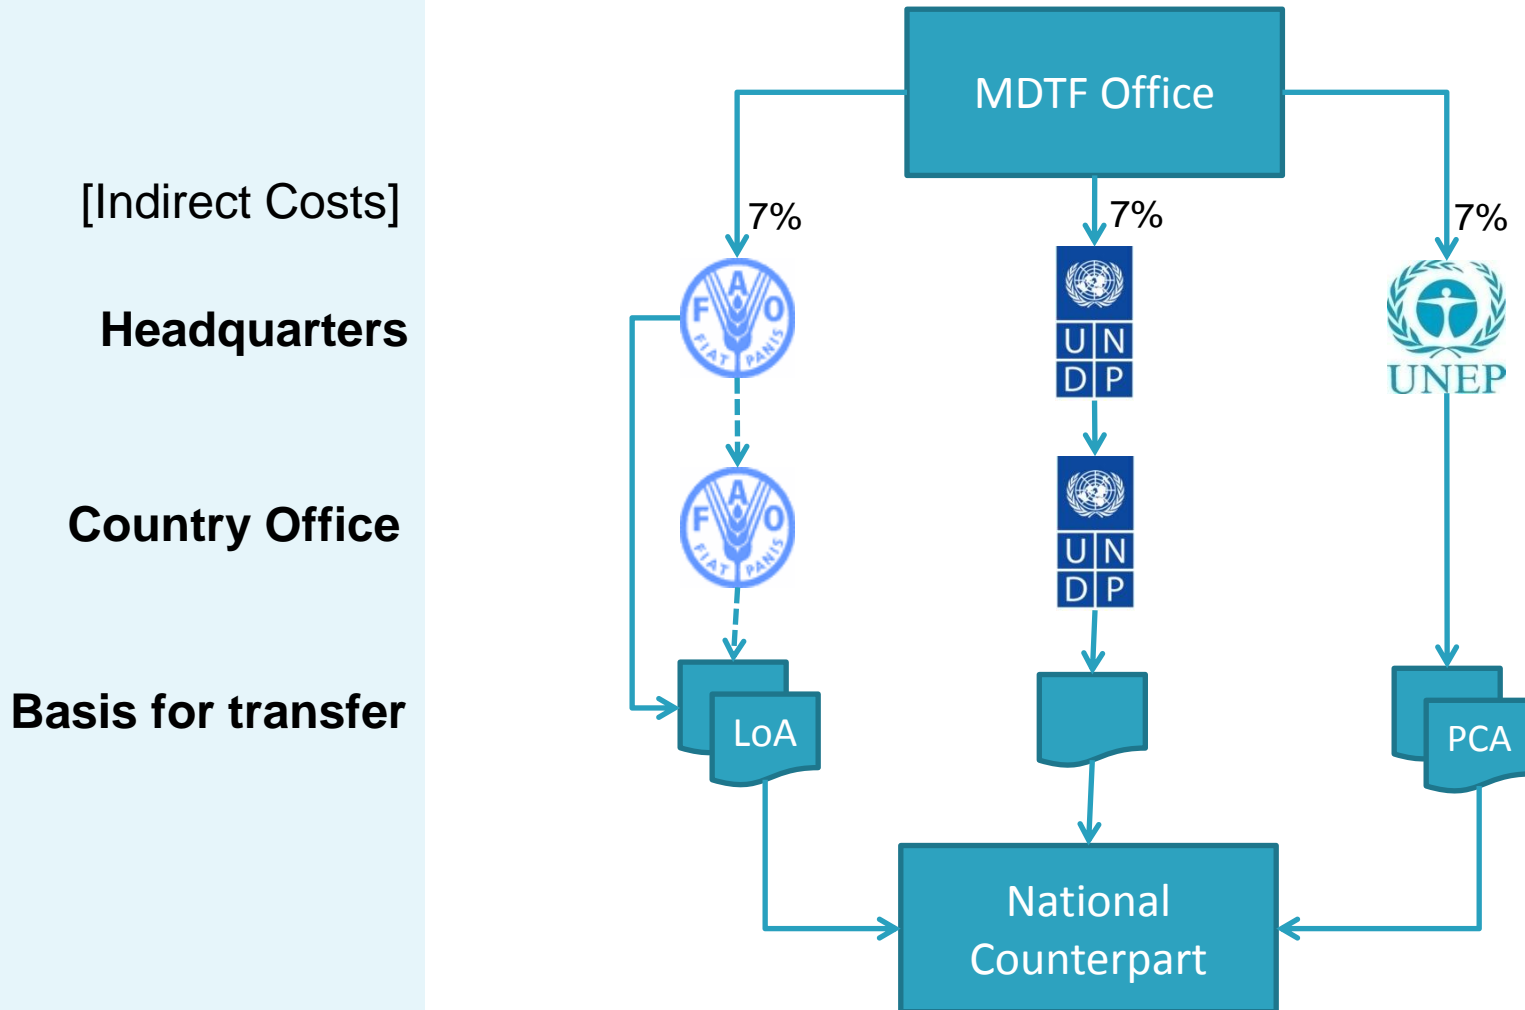 MDTF Office
[Indirect Costs]
7%
7%
7%
Headquarters
F A O
FIAT PANIS
U N
D P
UNEP
Country Office
F A O
FIAT PANIS
U N
D P
Basis for transfer
LoA
PCA
National
Counterpart